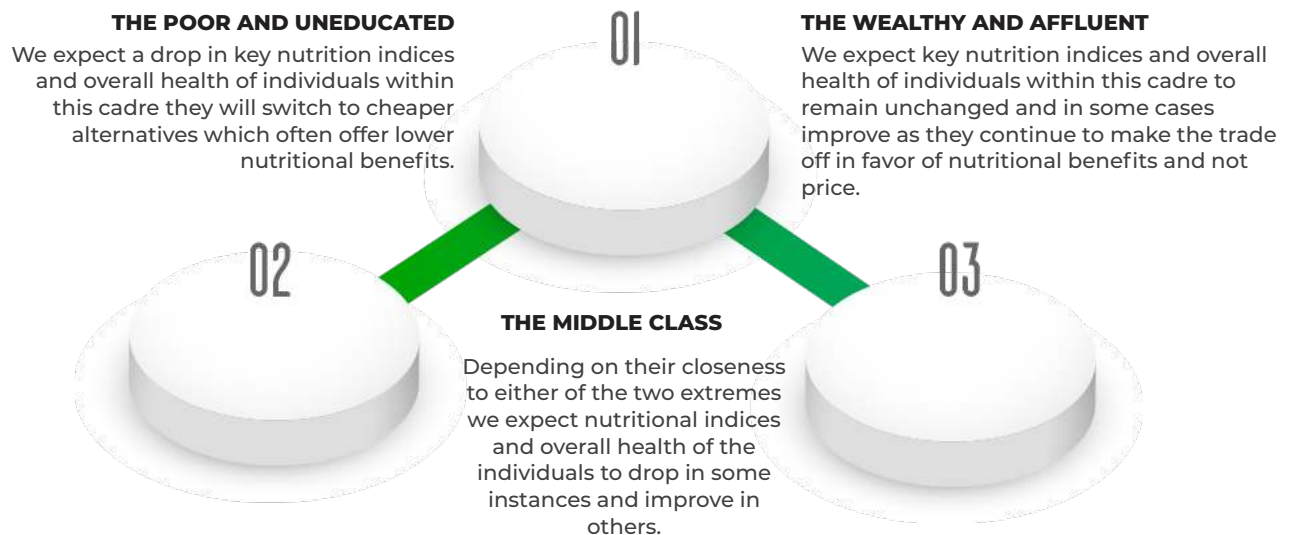 THE POOR AND UNEDUCATED
We expect a drop in key nutrition indices
and overall health of individuals within
this cadre they will switch to cheaper
alternatives which often offer lower
nutritional benefits.
01
THE WEALTHY AND AFFLUENT
We expect key nutrition indices and overall
health of individuals within this cadre to
remain unchanged and in some cases
improve as they continue to make the trade
off in favor of nutritional benefits and not
price.
02
03
THE MIDDLE CLASS
Depending on their closeness
to either of the two extremes
we expect nutritional indices
and overall health of the
individuals to drop in some
instances and improve in
others.